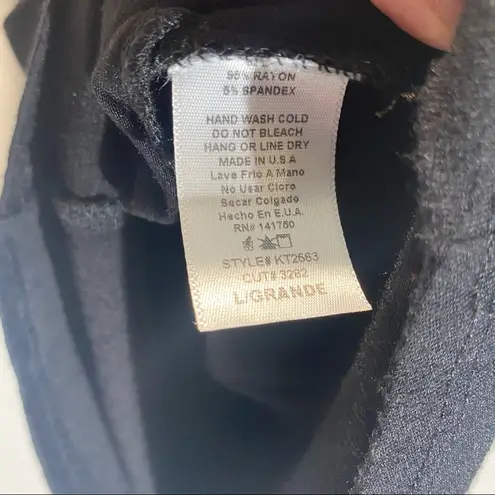 95% RAYON
5% SPANDEX
HAND WASH COLD
DO NOT BLEACH
HANG OR LINE DRY
MADE IN U.S.A
Lave Frio A Mano
No Usar Cloro
Secar Colgado
Hecho En E.U.A.
RN# 141750
STYLE# KT2563
CUT# 3282
L/GRANDE